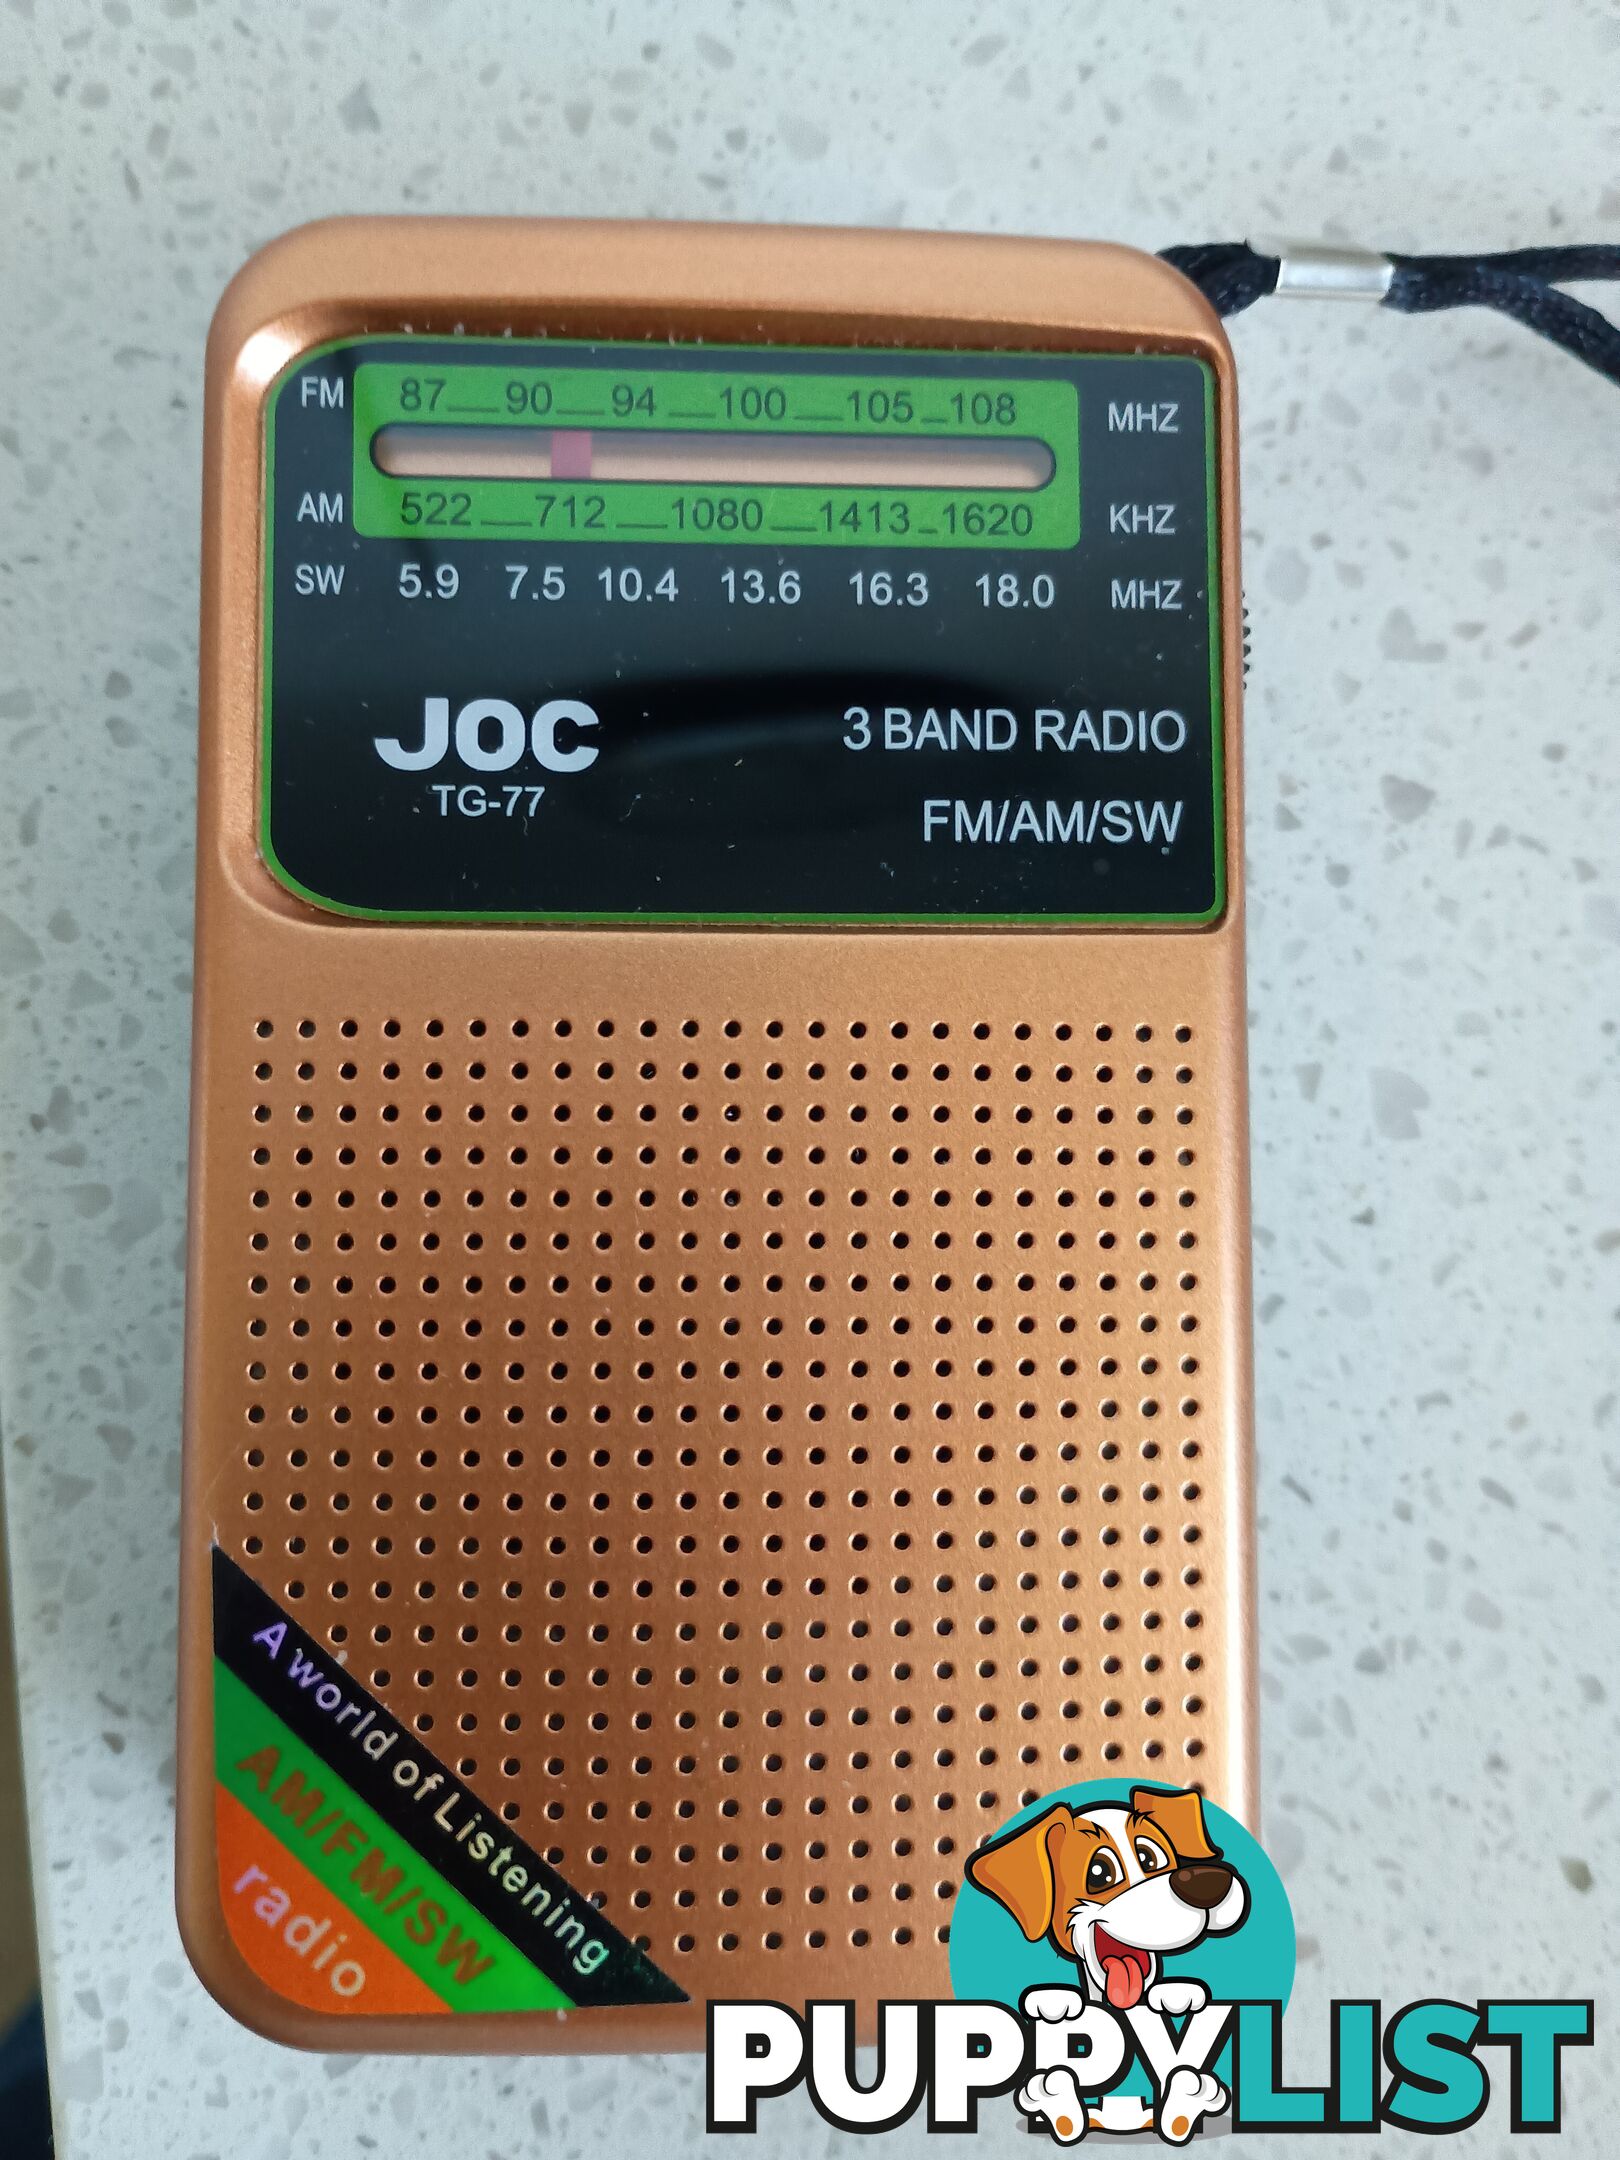 FM 87 90 94 100 105 108 MHZ
AM 522 712 1080 1413 1620 KHZ
SW 5.9 7.5 10.4 13.6 16.3 18.0 MHZ
JOC
TG-77
3 BAND RADIO
FM/AM/SW
A world of Listening
AM/FM/SW
radio
PUPPYLIST